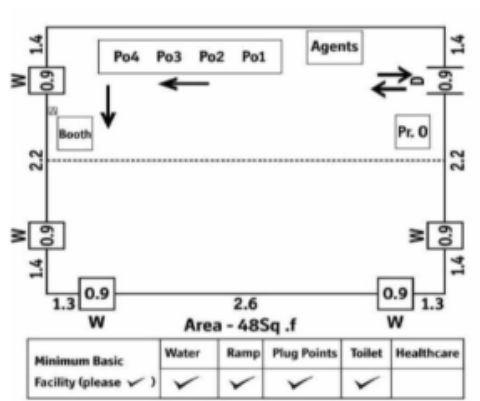 1.4
1.4
Agents
Po4 Po3 Po2 Po1
W
0.9
D
0.9
Booth
Pr. O
2.2
2.2
W
0.9
W
0.9
1.4
1.4
0.9
0.9
1.3
2.6
1.3
W
W
Area - 48Sq .f
Minimum Basic
Facility (please ✓ )
Water
Ramp
Plug Points
Toilet
Healthcare
✓ ✓ ✓ ✓